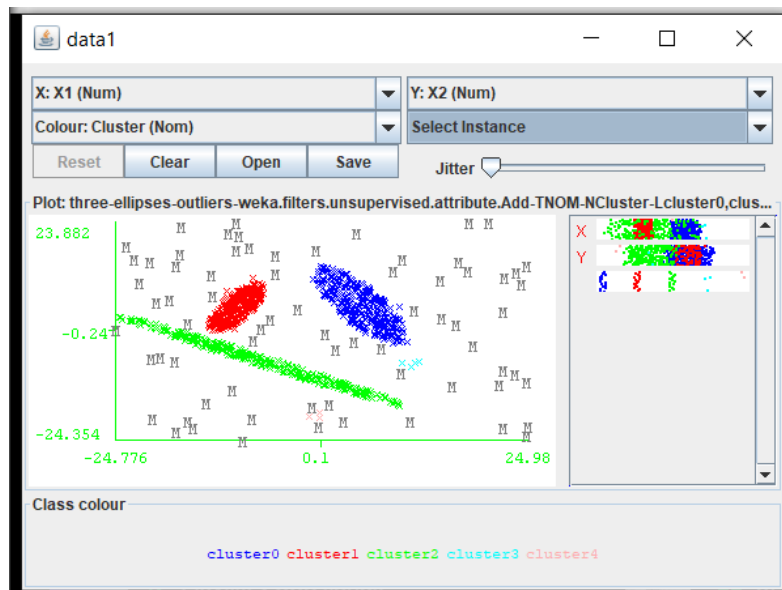 data1
X: X1 (Num) Y: X2 (Num)
Colour: Cluster (Nom) Select Instance
Reset Clear Open Save Jitter
Plot: three-ellipses-outliers-weka.filters.unsupervised.attribute.Add-TNOM-NCluster-Lcluster0,clus...
23.882
-0.24
-24.354
-24.776 0.1 24.98
X
Y
Class colour
cluster0 cluster1 cluster2 cluster3 cluster4